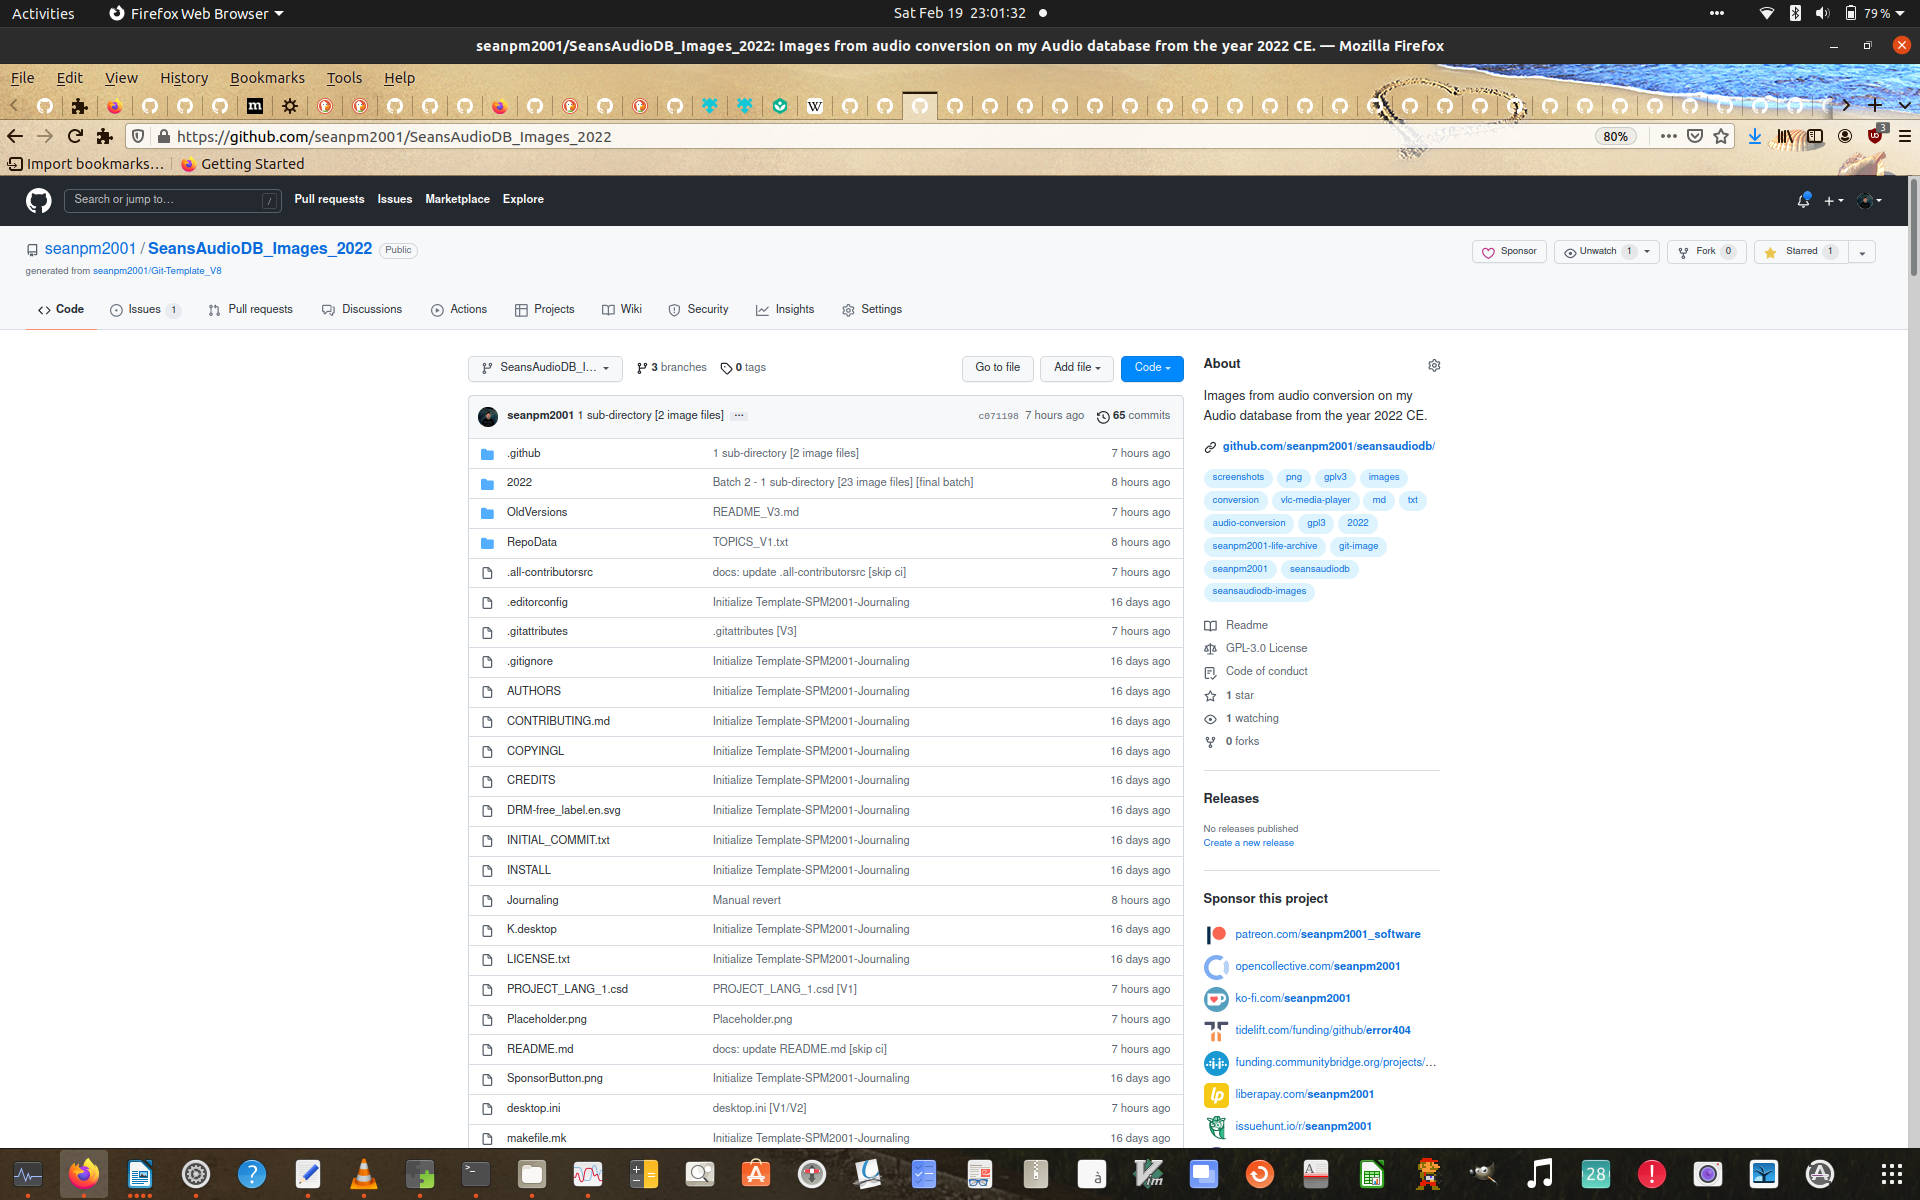 Activities
Firefox Web Browser
Sat Feb 19 23:01:32
79 %
seanpm2001/SeansAudioDB_Images_2022: Images from audio conversion on my Audio database from the year 2022 CE. — Mozilla Firefox
File Edit View History Bookmarks Tools Help
https://github.com/seanpm2001/SeansAudioDB_Images_2022
80%
3
Import bookmarks…
Getting Started
Search or jump to…
/
Pull requests Issues Marketplace Explore
seanpm2001 / SeansAudioDB_Images_2022 Public
generated from seanpm2001/Git-Template_V8
Sponsor
Unwatch 1
Fork 0
Starred 1
Code
Issues 1
Pull requests
Discussions
Actions
Projects
Wiki
Security
Insights
Settings
SeansAudioDB_I…
3 branches
0 tags
Go to file
Add file
Code
seanpm2001 1 sub-directory [2 image files] ...
c071198 7 hours ago
65 commits
.github 1 sub-directory [2 image files] 7 hours ago
2022 Batch 2 - 1 sub-directory [23 image files] [final batch] 8 hours ago
OldVersions README_V3.md 7 hours ago
RepoData TOPICS_V1.txt 8 hours ago
.all-contributorsrc docs: update .all-contributorsrc [skip ci] 7 hours ago
.editorconfig Initialize Template-SPM2001-Journaling 16 days ago
.gitattributes .gitattributes [V3] 7 hours ago
.gitignore Initialize Template-SPM2001-Journaling 16 days ago
AUTHORS Initialize Template-SPM2001-Journaling 16 days ago
CONTRIBUTING.md Initialize Template-SPM2001-Journaling 16 days ago
COPYINGL Initialize Template-SPM2001-Journaling 16 days ago
CREDITS Initialize Template-SPM2001-Journaling 16 days ago
DRM-free_label.en.svg Initialize Template-SPM2001-Journaling 16 days ago
INITIAL_COMMIT.txt Initialize Template-SPM2001-Journaling 16 days ago
INSTALL Initialize Template-SPM2001-Journaling 16 days ago
Journaling Manual revert 8 hours ago
K.desktop Initialize Template-SPM2001-Journaling 16 days ago
LICENSE.txt Initialize Template-SPM2001-Journaling 16 days ago
PROJECT_LANG_1.csd PROJECT_LANG_1.csd [V1] 7 hours ago
Placeholder.png Placeholder.png 7 hours ago
README.md docs: update README.md [skip ci] 7 hours ago
SponsorButton.png Initialize Template-SPM2001-Journaling 16 days ago
desktop.ini desktop.ini [V1/V2] 7 hours ago
makefile.mk Initialize Template-SPM2001-Journaling 16 days ago
About
Images from audio conversion on my
Audio database from the year 2022 CE.
github.com/seanpm2001/seansaudiodb/
screenshots png gplv3 images
conversion vlc-media-player md txt
audio-conversion gpl3 2022
seanpm2001-life-archive git-image
seanpm2001 seansaudiodb
seansaudiodb-images
Readme
GPL-3.0 License
Code of conduct
1 star
1 watching
0 forks
Releases
No releases published
Create a new release
Sponsor this project
patreon.com/seanpm2001_software
opencollective.com/seanpm2001
ko-fi.com/seanpm2001
tidelift.com/funding/github/error404
funding.communitybridge.org/projects/…
liberapay.com/seanpm2001
issuehunt.io/r/seanpm2001
28